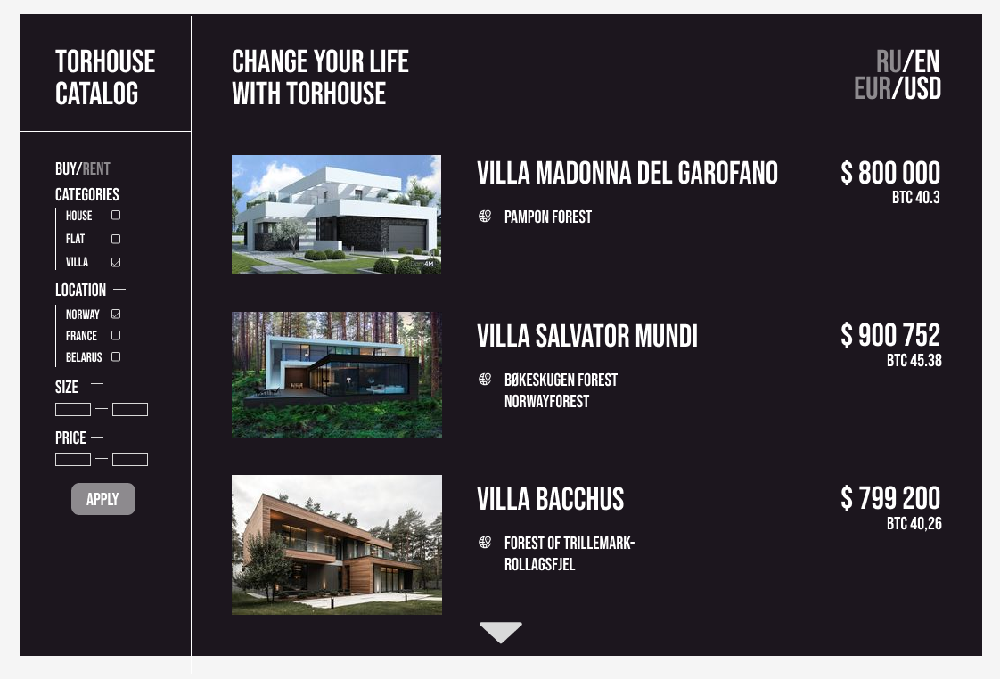 TORHOUSE
CATALOG
CHANGE YOUR LIFE
WITH TORHOUSE
RU/EN
EUR/USD
BUY/RENT
CATEGORIES
HOUSE
FLAT
VILLA
LOCATION
NORWAY
FRANCE
BELARUS
SIZE
PRICE
APPLY
Dom4M
VILLA MADONNA DEL GAROFANO
PAMPON FOREST
$ 800 000
BTC 40.3
VILLA SALVATOR MUNDI
BØKESKUGEN FOREST
NORWAYFOREST
$ 900 752
BTC 45.38
VILLA BACCHUS
FOREST OF TRILLEMARK-
ROLLAGSFJEL
$ 799 200
BTC 40,26